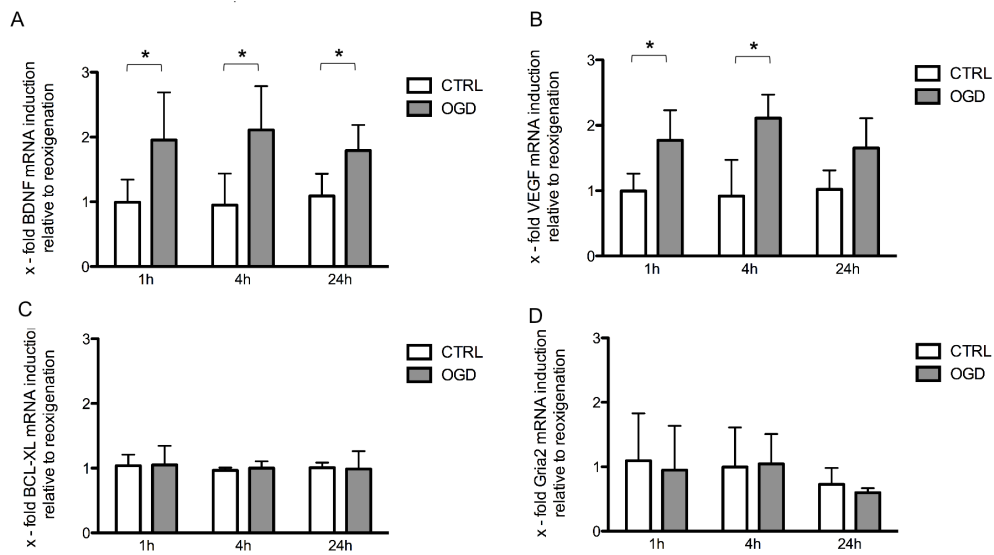 A
x - fold BDNF mRNA induction
relative to reoxigenation
3
2
1
0
*
*
*
1h
4h
24h
CTRL
OGD
B
x - fold VEGF mRNA induction
relative to reoxigenation
3
2
1
0
*
*
1h
4h
24h
CTRL
OGD
C
x - fold BCL-XL mRNA induction
relative to reoxigenation
3
2
1
0
1h
4h
24h
CTRL
OGD
D
x - fold Gria2 mRNA induction
relative to reoxigenation
3
2
1
0
1h
4h
24h
CTRL
OGD